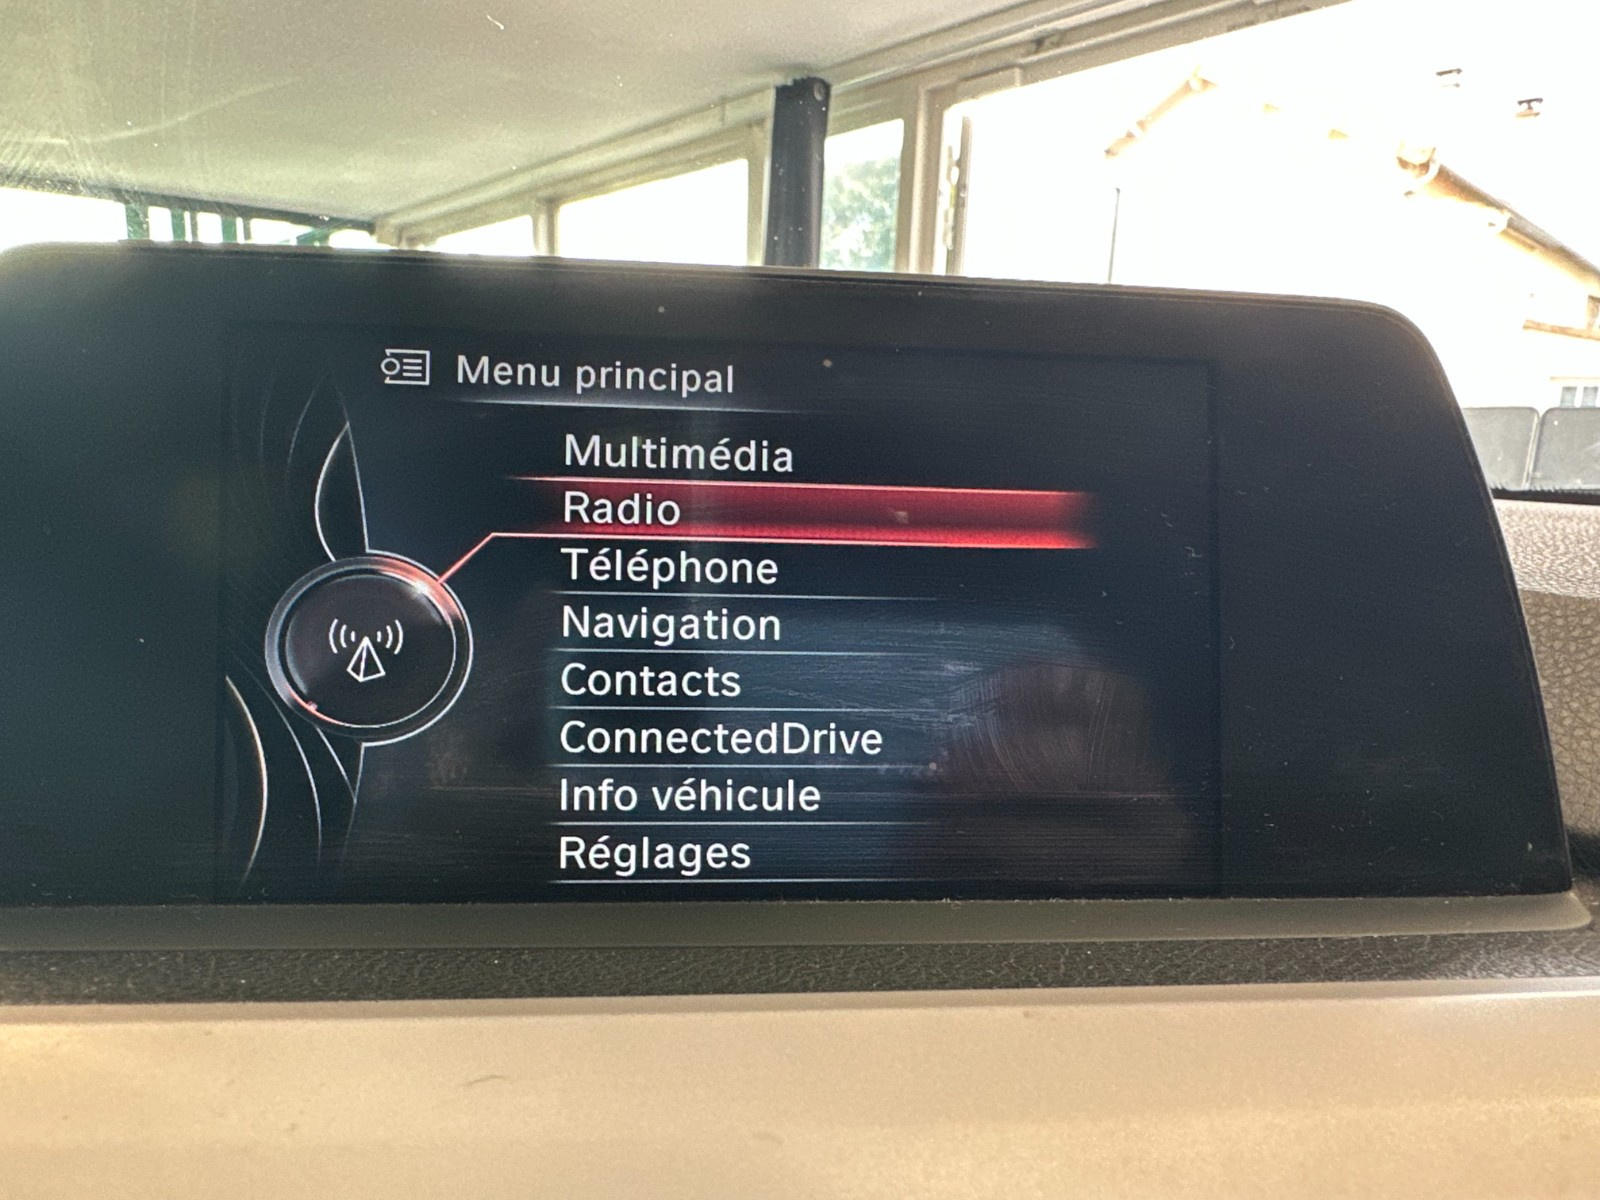 Menu principal
Multimédia
Radio
Téléphone
Navigation
Contacts
ConnectedDrive
Info véhicule
Réglages